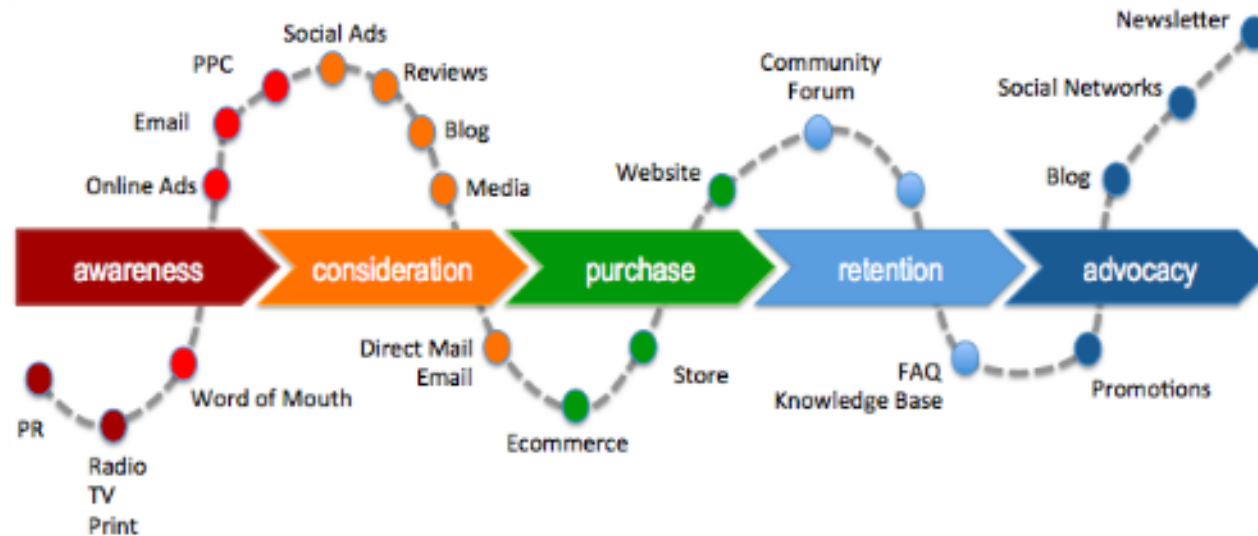 Newsletter
Social Ads
PPC
Reviews
Community
Forum
Social Networks
Email
Blog
Website
Online Ads
Media
Blog
awareness
consideration
purchase
retention
advocacy
Direct Mail
Email
Store
FAQ
Knowledge Base
Promotions
Word of Mouth
PR
Ecommerce
Radio
TV
Print